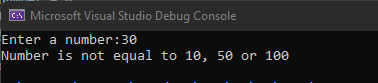 Microsoft Visual Studio Debug Console
Enter a number:30
Number is not equal to 10, 50 or 100